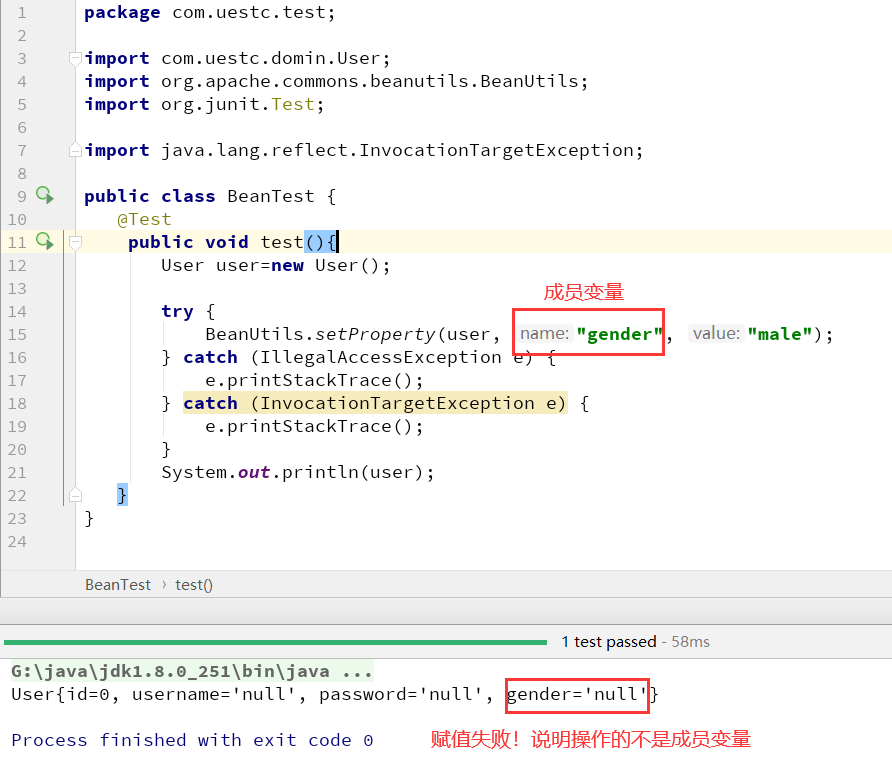 1 package com.uestc.test;
2
3 import com.uestc.domin.User;
4 import org.apache.commons.beanutils.BeanUtils;
5 import org.junit.Test;
6
7 import java.lang.reflect.InvocationTargetException;
8
9 public class BeanTest {
10 @Test
11 public void test(){
12 User user=new User();
13
成员变量
14 try {
15 BeanUtils.setProperty(user, name: "gender", value: "male");
16 } catch (IllegalAccessException e) {
17 e.printStackTrace();
18 } catch (InvocationTargetException e) {
19 e.printStackTrace();
20 }
21 System.out.println(user);
22 }
23 }
24
BeanTest › test()
1 test passed - 58ms
G:\java\jdk1.8.0_251\bin\java ...
User{id=0, username='null', password='null', gender='null'}
Process finished with exit code 0 赋值失败！说明操作的不是成员变量